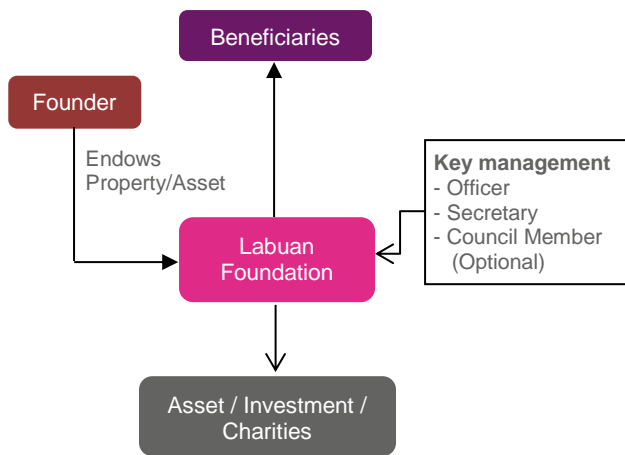 Beneficiaries
Founder
Endows
Property/Asset
Key management
- Officer
- Secretary
- Council Member
(Optional)
Labuan
Foundation
Asset / Investment /
Charities